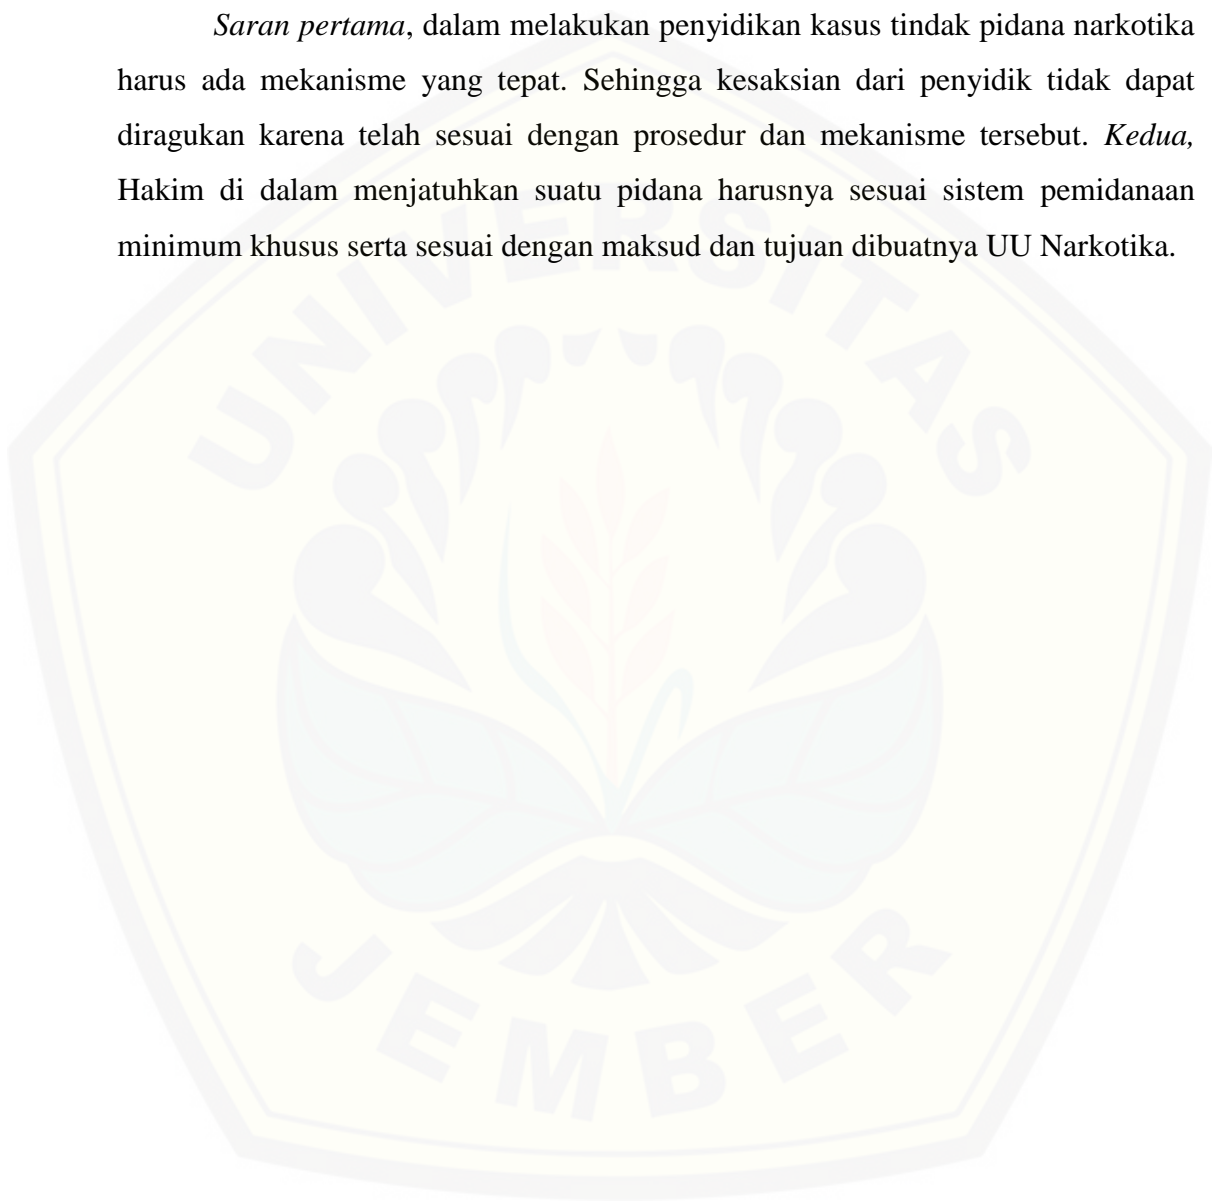 Saran pertama, dalam melakukan penyidikan kasus tindak pidana narkotika
harus ada mekanisme yang tepat. Sehingga kesaksian dari penyidik tidak dapat
diragukan karena telah sesuai dengan prosedur dan mekanisme tersebut. Kedua,
Hakim di dalam menjatuhkan suatu pidana harusnya sesuai sistem pemidanaan
minimum khusus serta sesuai dengan maksud dan tujuan dibuatnya UU Narkotika.
UNIVERSITAS
JEMBER